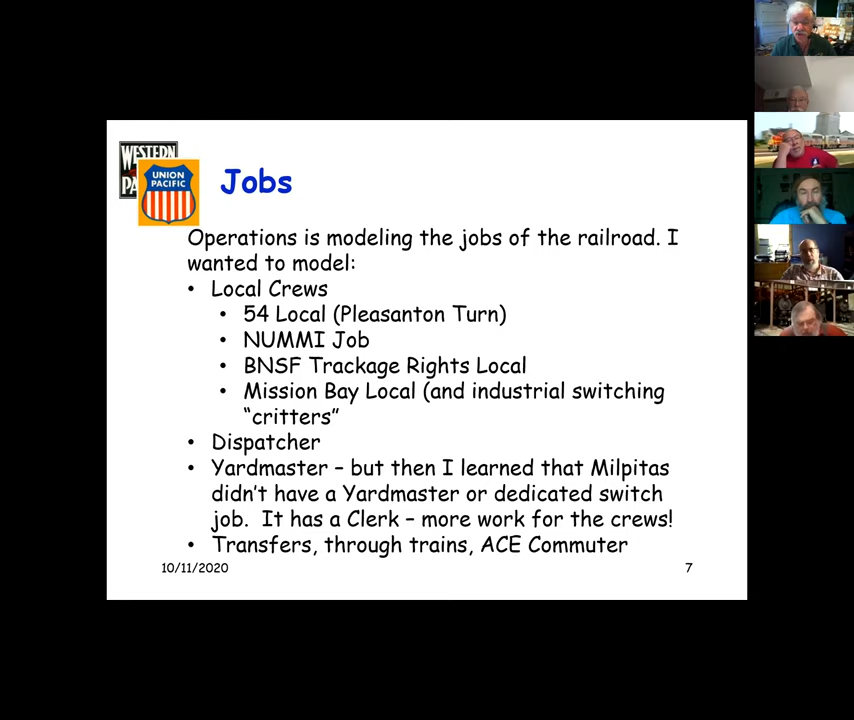 WESTERN
PA
UNION
PACIFIC
Jobs
Operations is modeling the jobs of the railroad. I
wanted to model:
• Local Crews
• 54 Local (Pleasanton Turn)
• NUMMI Job
• BNSF Trackage Rights Local
• Mission Bay Local (and industrial switching
“critters”
• Dispatcher
• Yardmaster – but then I learned that Milpitas
didn’t have a Yardmaster or dedicated switch
job. It has a Clerk – more work for the crews!
• Transfers, through trains, ACE Commuter
10/11/2020
7